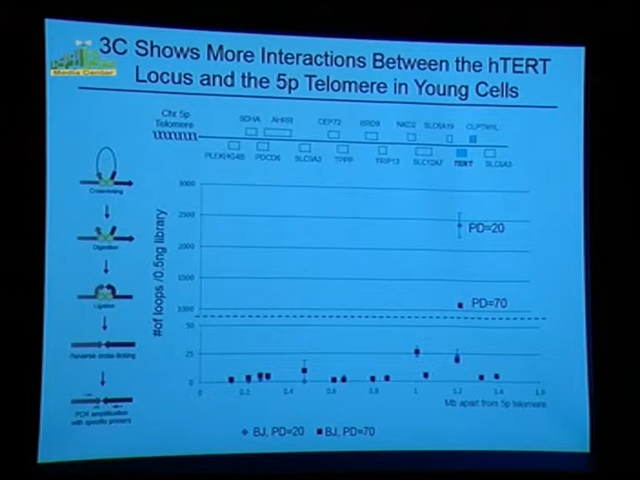 3C Shows More Interactions Between the hTERT
Locus and the 5p Telomere in Young Cells
Media Center
Chr 5p
Telomere
SDHA
AHRR
CEP72
BRD9
NKD2
SLC6A19
CLPTM1L
PLEKHG4B
PDCD6
SLC9A3
TPPP
TRIP13
SLC12A7
TERT
SLC6A3
Cross-linking
Digestion
Ligation
Reverse cross-linking
PCR amplification
with specific primers
#of loops /0.5ng library
3000
2500
2000
1500
1000
50
25
0
PD=20
PD=70
0 0.2 0.4 0.6 0.8 1 1.2 1.4 1.6
Mb apart from 5p telomere
BJ, PD=20 BJ, PD=70